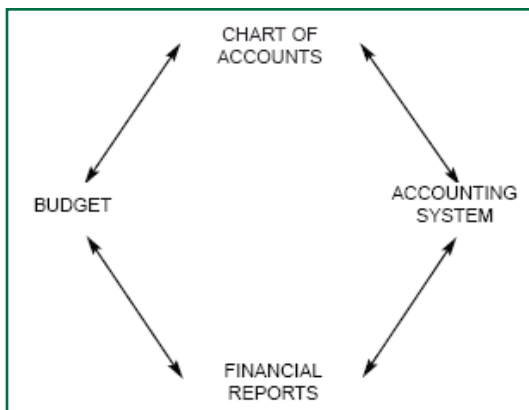 CHART OF
ACCOUNTS
BUDGET
ACCOUNTING
SYSTEM
FINANCIAL
REPORTS